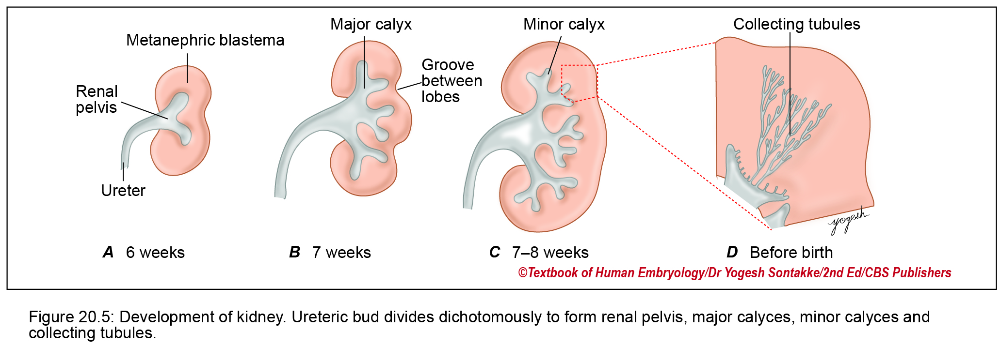 Metanephric blastema
Renal
pelvis
Ureter
A 6 weeks
Major calyx
Groove
between
lobes
B 7 weeks
Minor calyx
C 7–8 weeks
Collecting tubules
yogesh
D Before birth
©Textbook of Human Embryology/Dr Yogesh Sontakke/2nd Ed/CBS Publishers
Figure 20.5: Development of kidney. Ureteric bud divides dichotomously to form renal pelvis, major calyces, minor calyces and
collecting tubules.